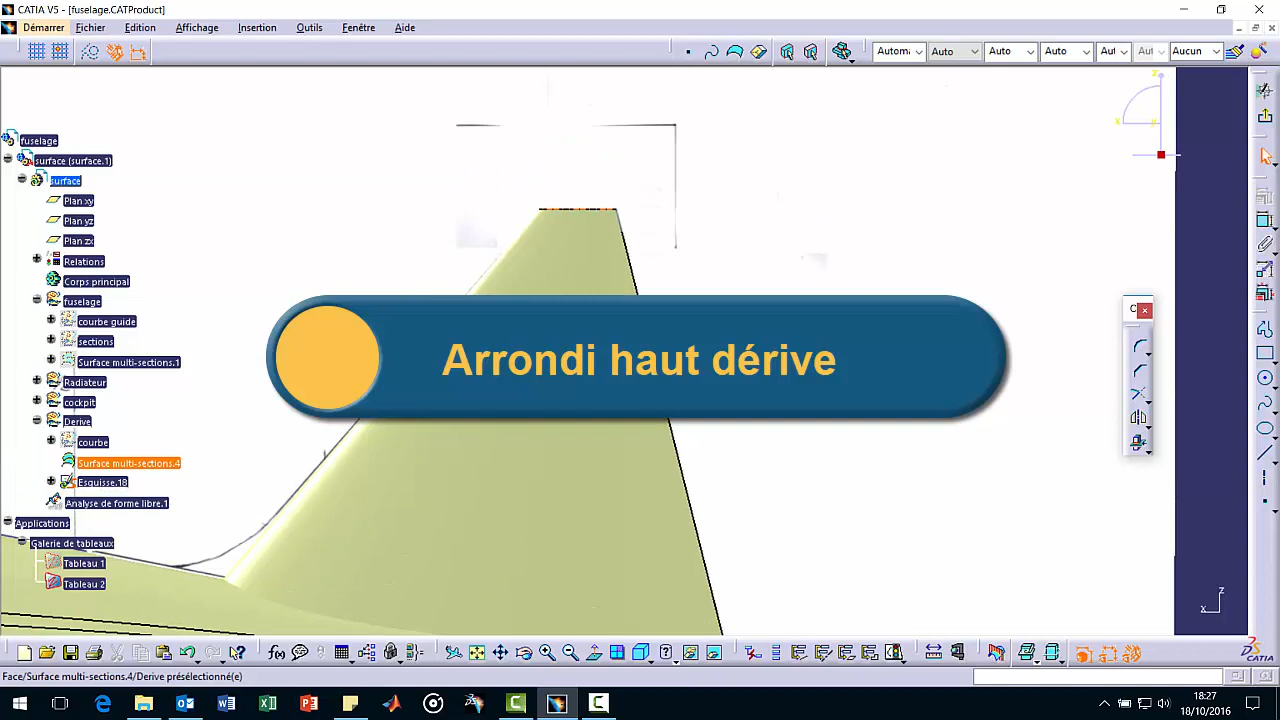 CATIA V5 - [fuselage.CATProduct]
Démarrer Fichier Edition Affichage Insertion Outils Fenêtre Aide
Autom Auto Auto Auto Aut Aut Aucun
z
x y
fuselage
surface (surface.1)
surface
Plan xy
Plan yz
Plan zx
Relations
Corps principal
fuselage
courbe guide
sections
Surface multi-sections.1
Radiateur
cockpit
Derive
courbe
Surface multi-sections.4
Esquisse.18
Analyse de forme libre.1
Applications
Galerie de tableaux
Tableau 1
Tableau 2
Arrondi haut dérive
C
z
x
CATIA
Face/Surface multi-sections.4/Derive présélectionné(e)
18:27
18/10/2016